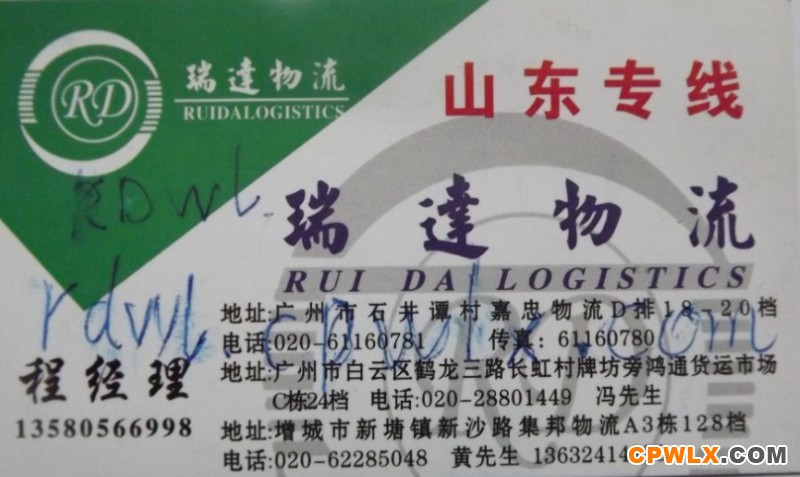 RD
瑞達物流
RUIDALOGISTICS
山东专线
RDwl.
瑞達物流
RUI DA LOGISTICS
rdwl.cpwlx.com
地址:广州市石井谭村嘉忠物流D排18-20档
电话:020-61160781 传真: 61160780
地址:广州市白云区鹤龙三路长虹村牌坊旁鸿通货运市场
C栋24档 电话:020-28801449 冯先生
程经理
13580566998
地址:增城市新塘镇新沙路集邦物流A3栋128档
电话:020-62285048 黄先生
CPWLX.COM